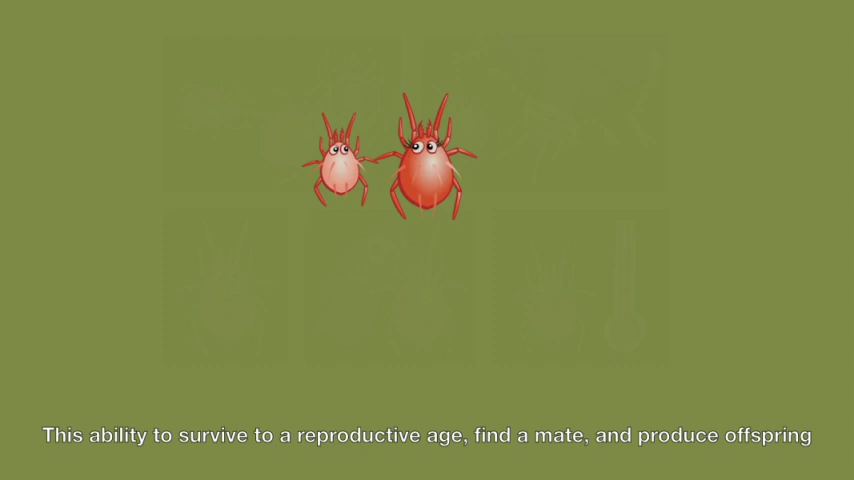 This ability to survive to a reproductive age, find a mate, and produce offspring